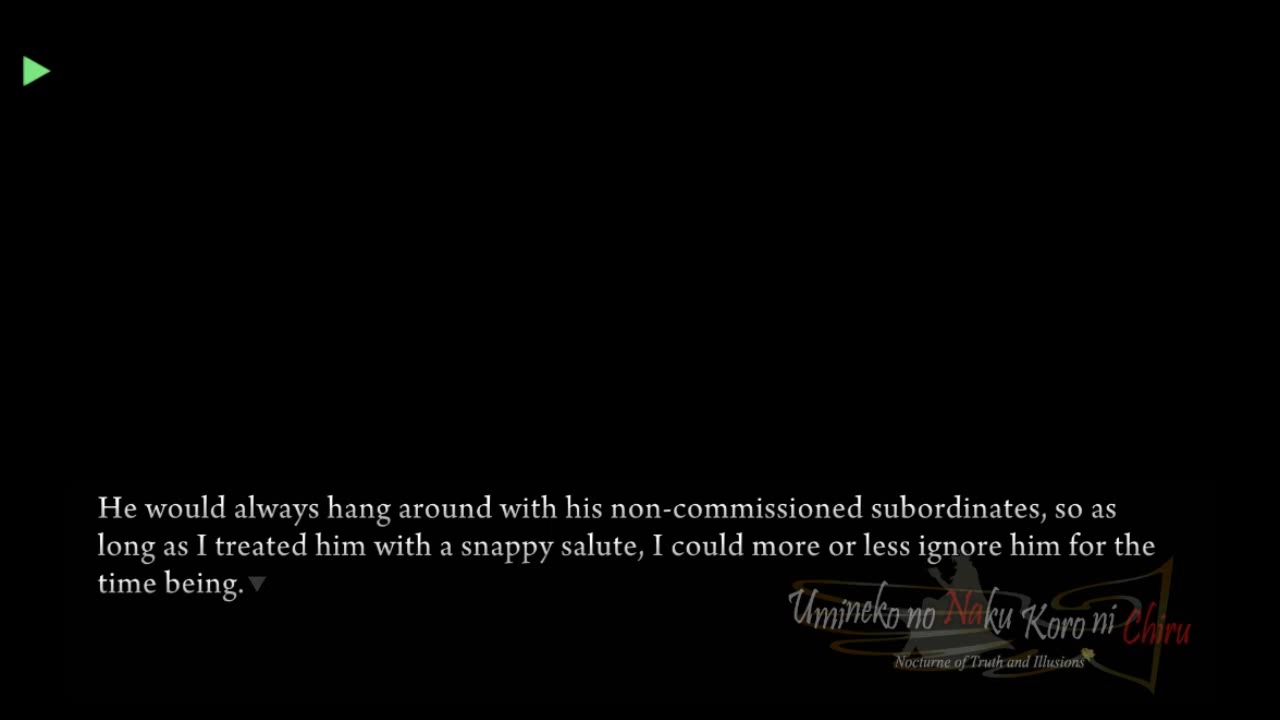 He would always hang around with his non-commissioned subordinates, so as
long as I treated him with a snappy salute, I could more or less ignore him for the
time being.
Umineko no Naku Koro ni Chiru
Nocturne of Truth and Illusions